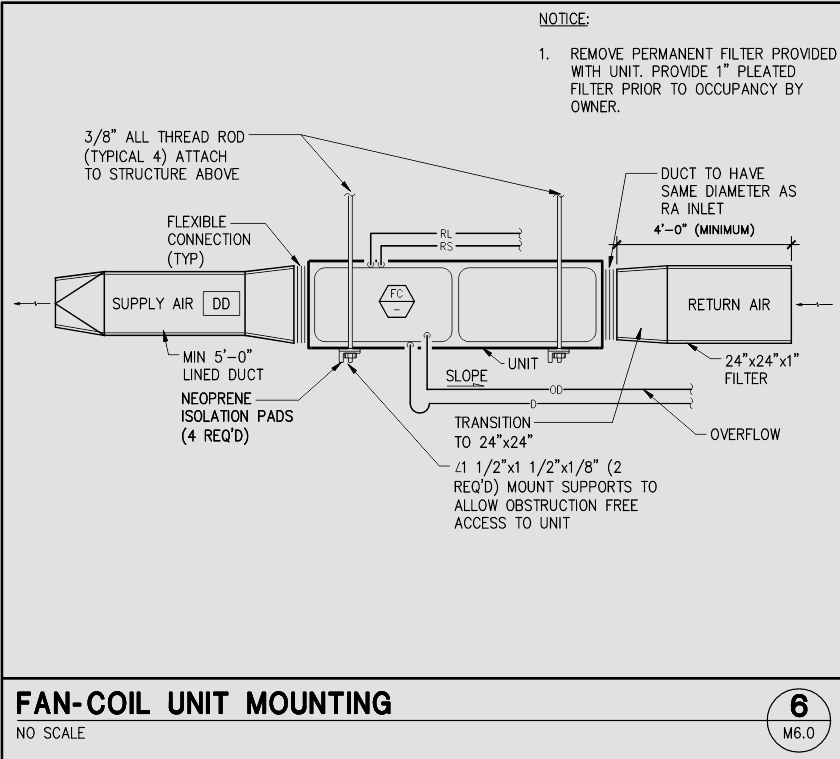 NOTICE:
1. REMOVE PERMANENT FILTER PROVIDED
WITH UNIT. PROVIDE 1" PLEATED
FILTER PRIOR TO OCCUPANCY BY
OWNER.
3/8" ALL THREAD ROD
(TYPICAL 4) ATTACH
TO STRUCTURE ABOVE
DUCT TO HAVE
SAME DIAMETER AS
RA INLET
4'-0" (MINIMUM)
FLEXIBLE
CONNECTION
(TYP)
RL
RS
SUPPLY AIR DD
FC
-
RETURN AIR
MIN 5'-0"
LINED DUCT
UNIT
24"x24"x1"
FILTER
SLOPE
OD
D
NEOPRENE
ISOLATION PADS
(4 REQ'D)
TRANSITION
TO 24"x24"
OVERFLOW
∠1 1/2"x1 1/2"x1/8" (2
REQ'D) MOUNT SUPPORTS TO
ALLOW OBSTRUCTION FREE
ACCESS TO UNIT
FAN-COIL UNIT MOUNTING
NO SCALE
6
M6.0